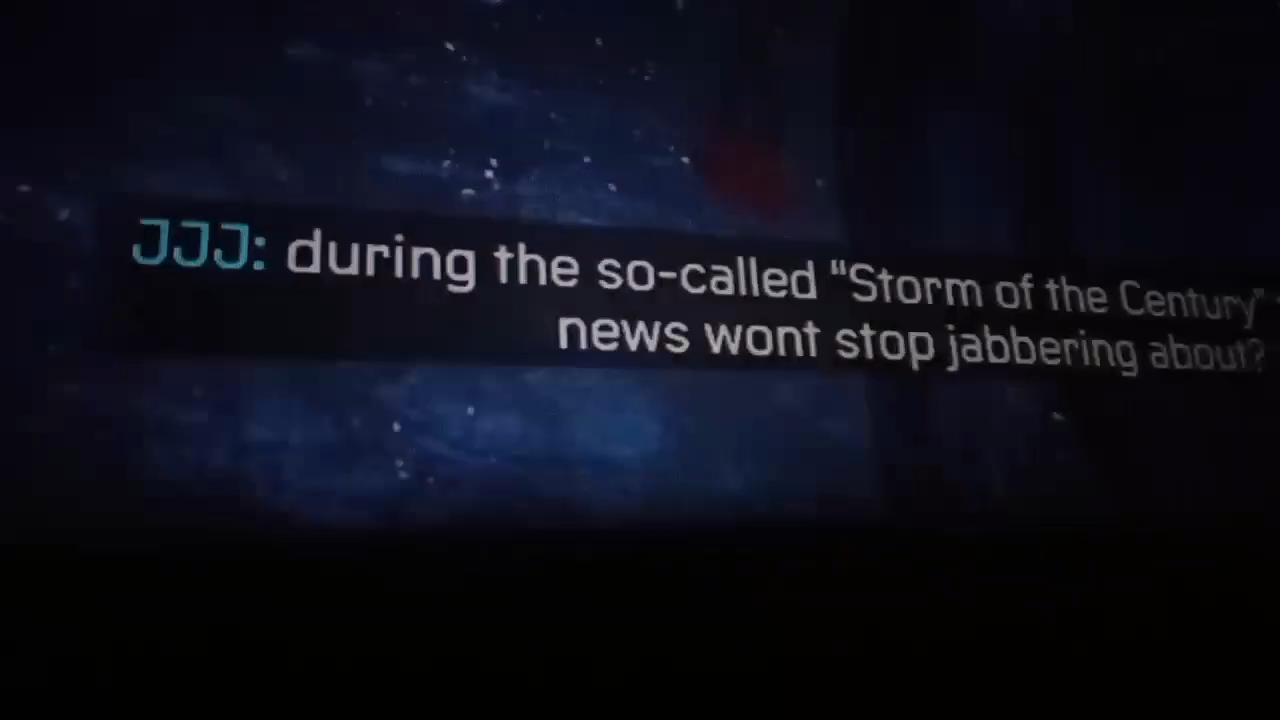 JJJ: during the so-called “Storm of the Century”
news wont stop jabbering about?